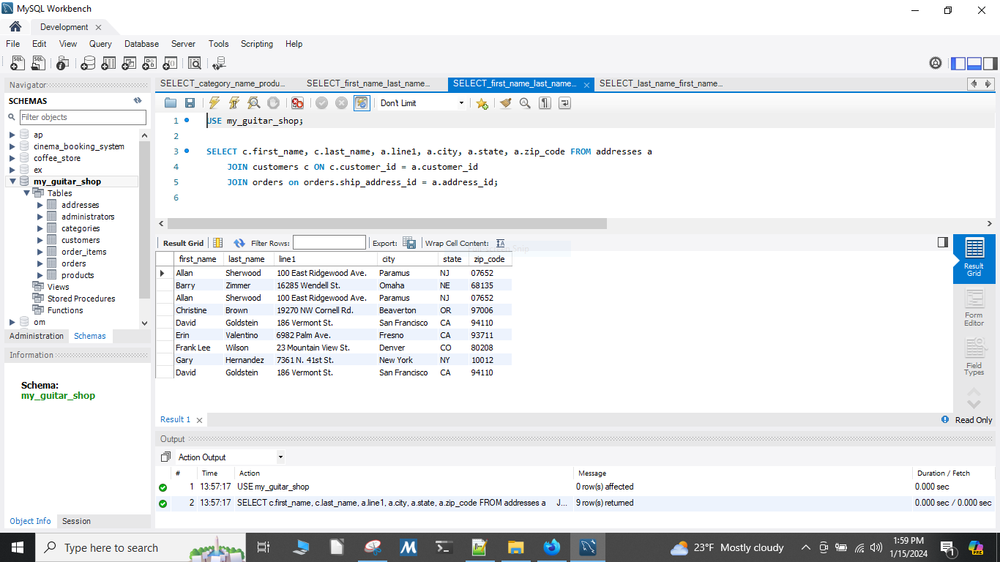 MySQL Workbench
Development
File Edit View Query Database Server Tools Scripting Help
Navigator
SCHEMAS
Filter objects
ap
cinema_booking_system
coffee_store
ex
my_guitar_shop
Tables
addresses
administrators
categories
customers
order_items
orders
products
Views
Stored Procedures
Functions
om
Administration Schemas
Information
Schema:
my_guitar_shop
Object Info Session
SELECT_category_name_produ... SELECT_first_name_last_name... SELECT_first_name_last_name... SELECT_last_name_first_name...
Don't Limit
1 USE my_guitar_shop;
2
3 SELECT c.first_name, c.last_name, a.line1, a.city, a.state, a.zip_code FROM addresses a
4 JOIN customers c ON c.customer_id = a.customer_id
5 JOIN orders on orders.ship_address_id = a.address_id;
6
Result Grid Filter Rows: Export: Wrap Cell Content: IA
Full-screen Snip
first_name last_name line1 city state zip_code
Allan Sherwood 100 East Ridgewood Ave. Paramus NJ 07652
Barry Zimmer 16285 Wendell St. Omaha NE 68135
Allan Sherwood 100 East Ridgewood Ave. Paramus NJ 07652
Christine Brown 19270 NW Cornell Rd. Beaverton OR 97006
David Goldstein 186 Vermont St. San Francisco CA 94110
Erin Valentino 6982 Palm Ave. Fresno CA 93711
Frank Lee Wilson 23 Mountain View St. Denver CO 80208
Gary Hernandez 7361 N. 41st St. New York NY 10012
David Goldstein 186 Vermont St. San Francisco CA 94110
Result
Grid
Form
Editor
Field
Types
Result 1
Read Only
Output
Action Output
# Time Action Message Duration / Fetch
1 13:57:17 USE my_guitar_shop 0 row(s) affected 0.000 sec
2 13:57:17 SELECT c.first_name, c.last_name, a.line1, a.city, a.state, a.zip_code FROM addresses a J... 9 row(s) returned 0.000 sec / 0.000 sec
Type here to search
23°F Mostly cloudy
1:59 PM
1/15/2024
1
PRE